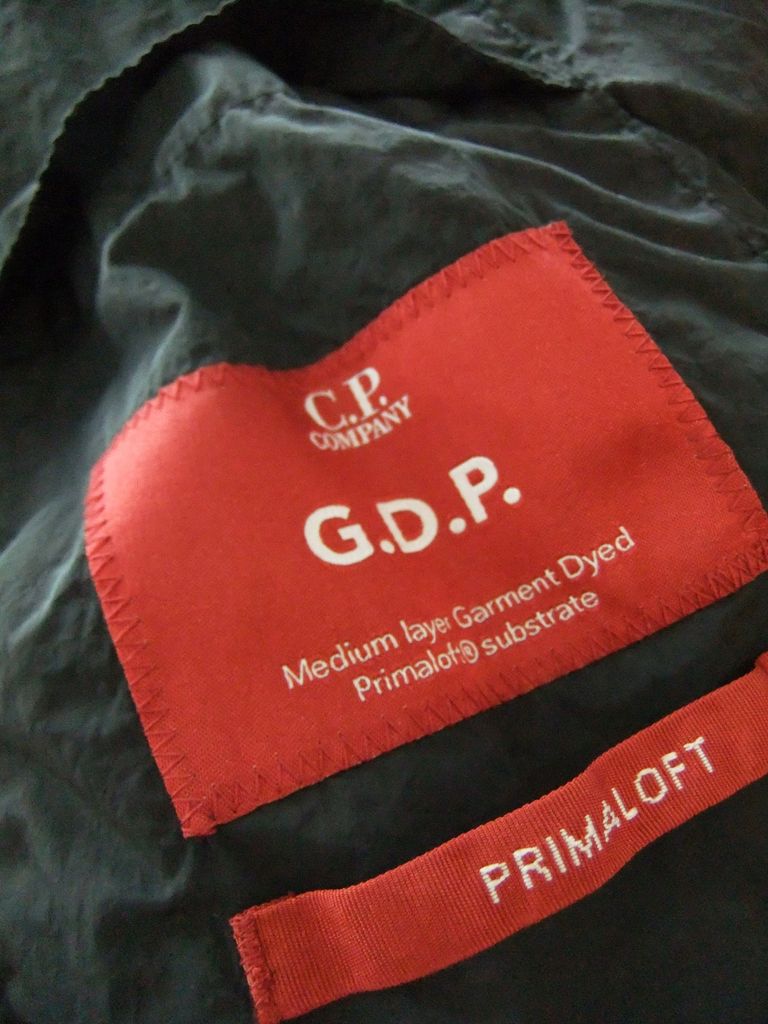 C.P.
COMPANY
G.D.P.
Medium layer Garment Dyed
Primaloft® substrate
PRIMALOFT